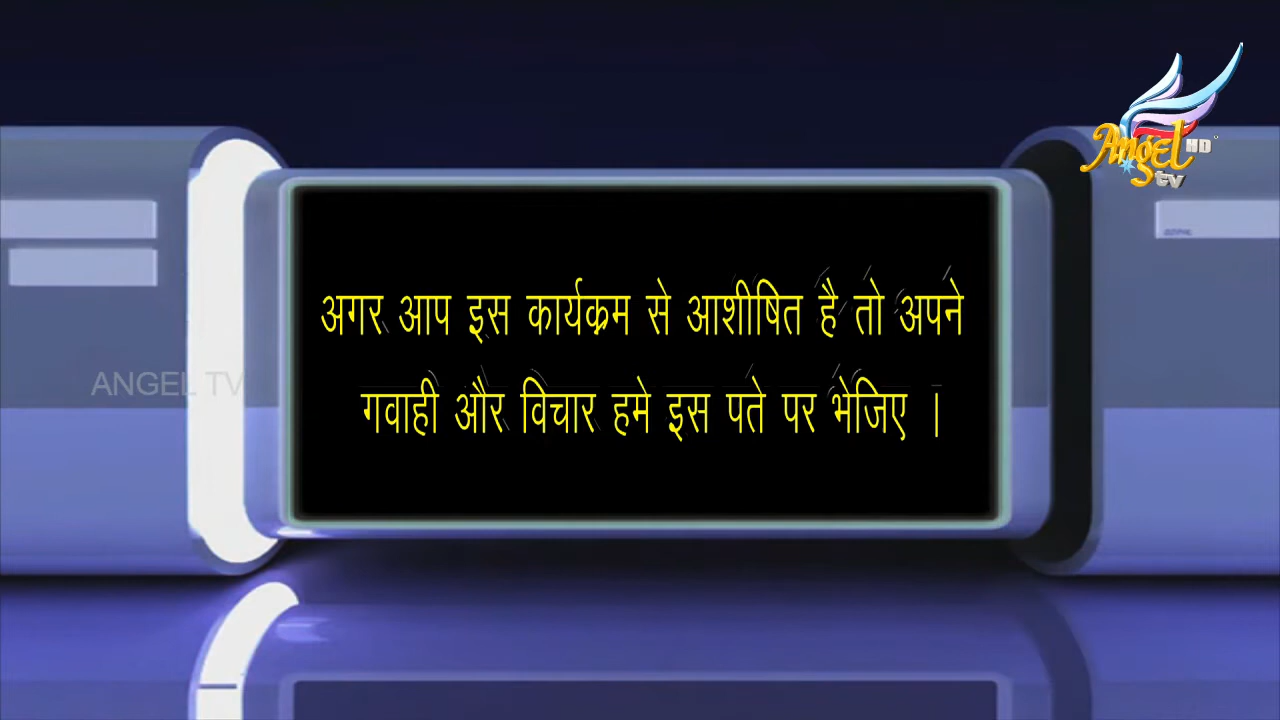 Angel HD
tv
अगर आप इस कार्यक्रम से आशीषित है तो अपने
ANGEL TV
गवाही और विचार हमे इस पते पर भेजिए ।